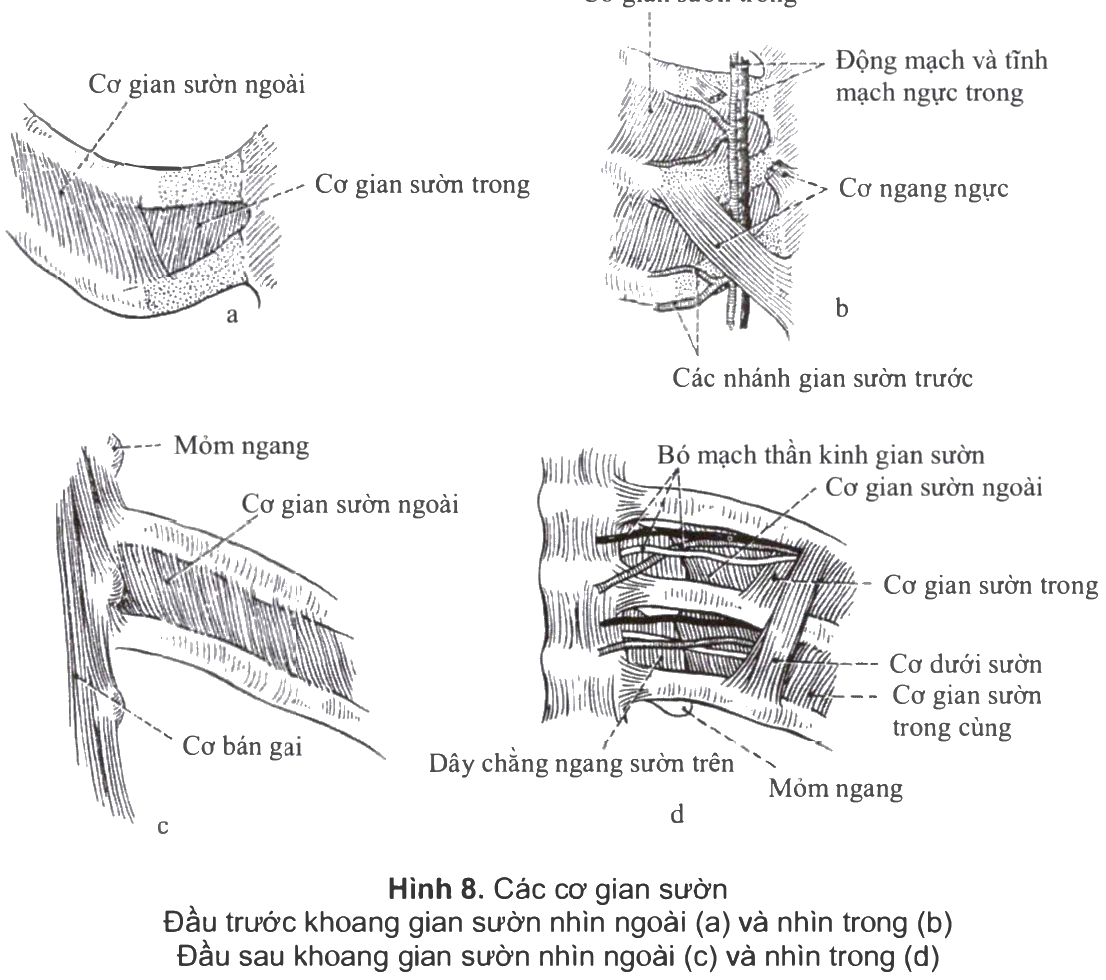 Cơ gian sườn trong
Cơ gian sườn ngoài
Cơ gian sườn trong
a
Động mạch và tĩnh
mạch ngực trong
Cơ ngang ngực
b
Các nhánh gian sườn trước
Mỏm ngang
Cơ gian sườn ngoài
Cơ bán gai
c
Bó mạch thần kinh gian sườn
Cơ gian sườn ngoài
Cơ gian sườn trong
Cơ dưới sườn
Cơ gian sườn
trong cùng
Dây chằng ngang sườn trên
Mỏm ngang
d
Hình 8. Các cơ gian sườn
Đầu trước khoang gian sườn nhìn ngoài (a) và nhìn trong (b)
Đầu sau khoang gian sườn nhìn ngoài (c) và nhìn trong (d)